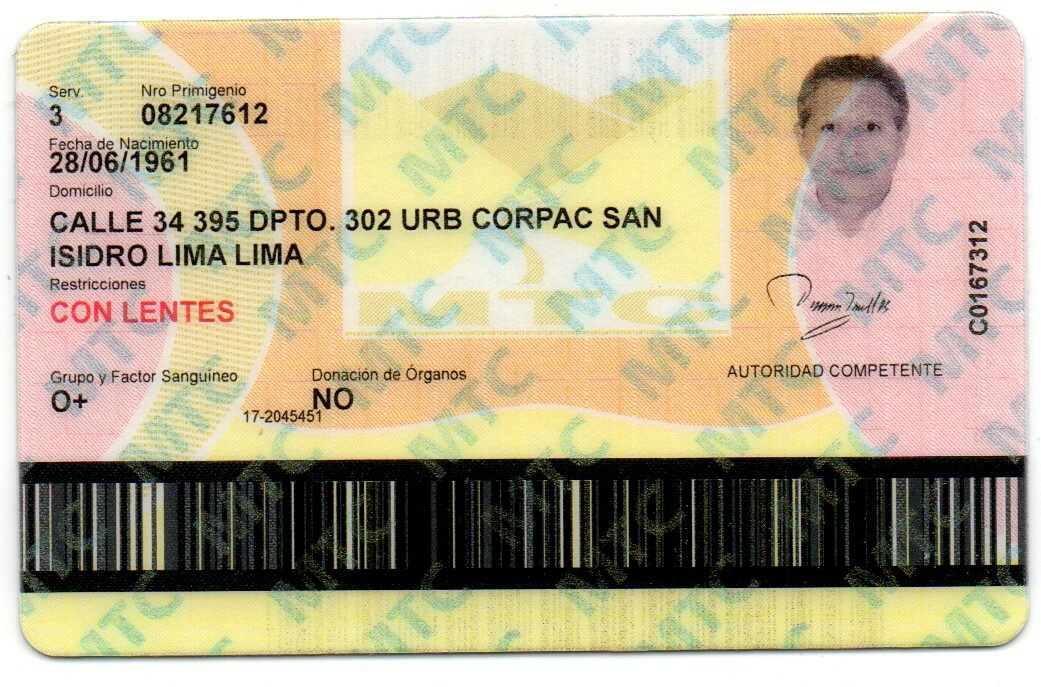 Serv. Nro Primigenio
3 08217612
Fecha de Nacimiento
28/06/1961
Domicilio
CALLE 34 395 DPTO. 302 URB CORPAC SAN
ISIDRO LIMA LIMA
Restricciones
CON LENTES
Grupo y Factor Sanguíneo Donación de Órganos
O+ NO
17-2045451
MTC
AUTORIDAD COMPETENTE
C0167312